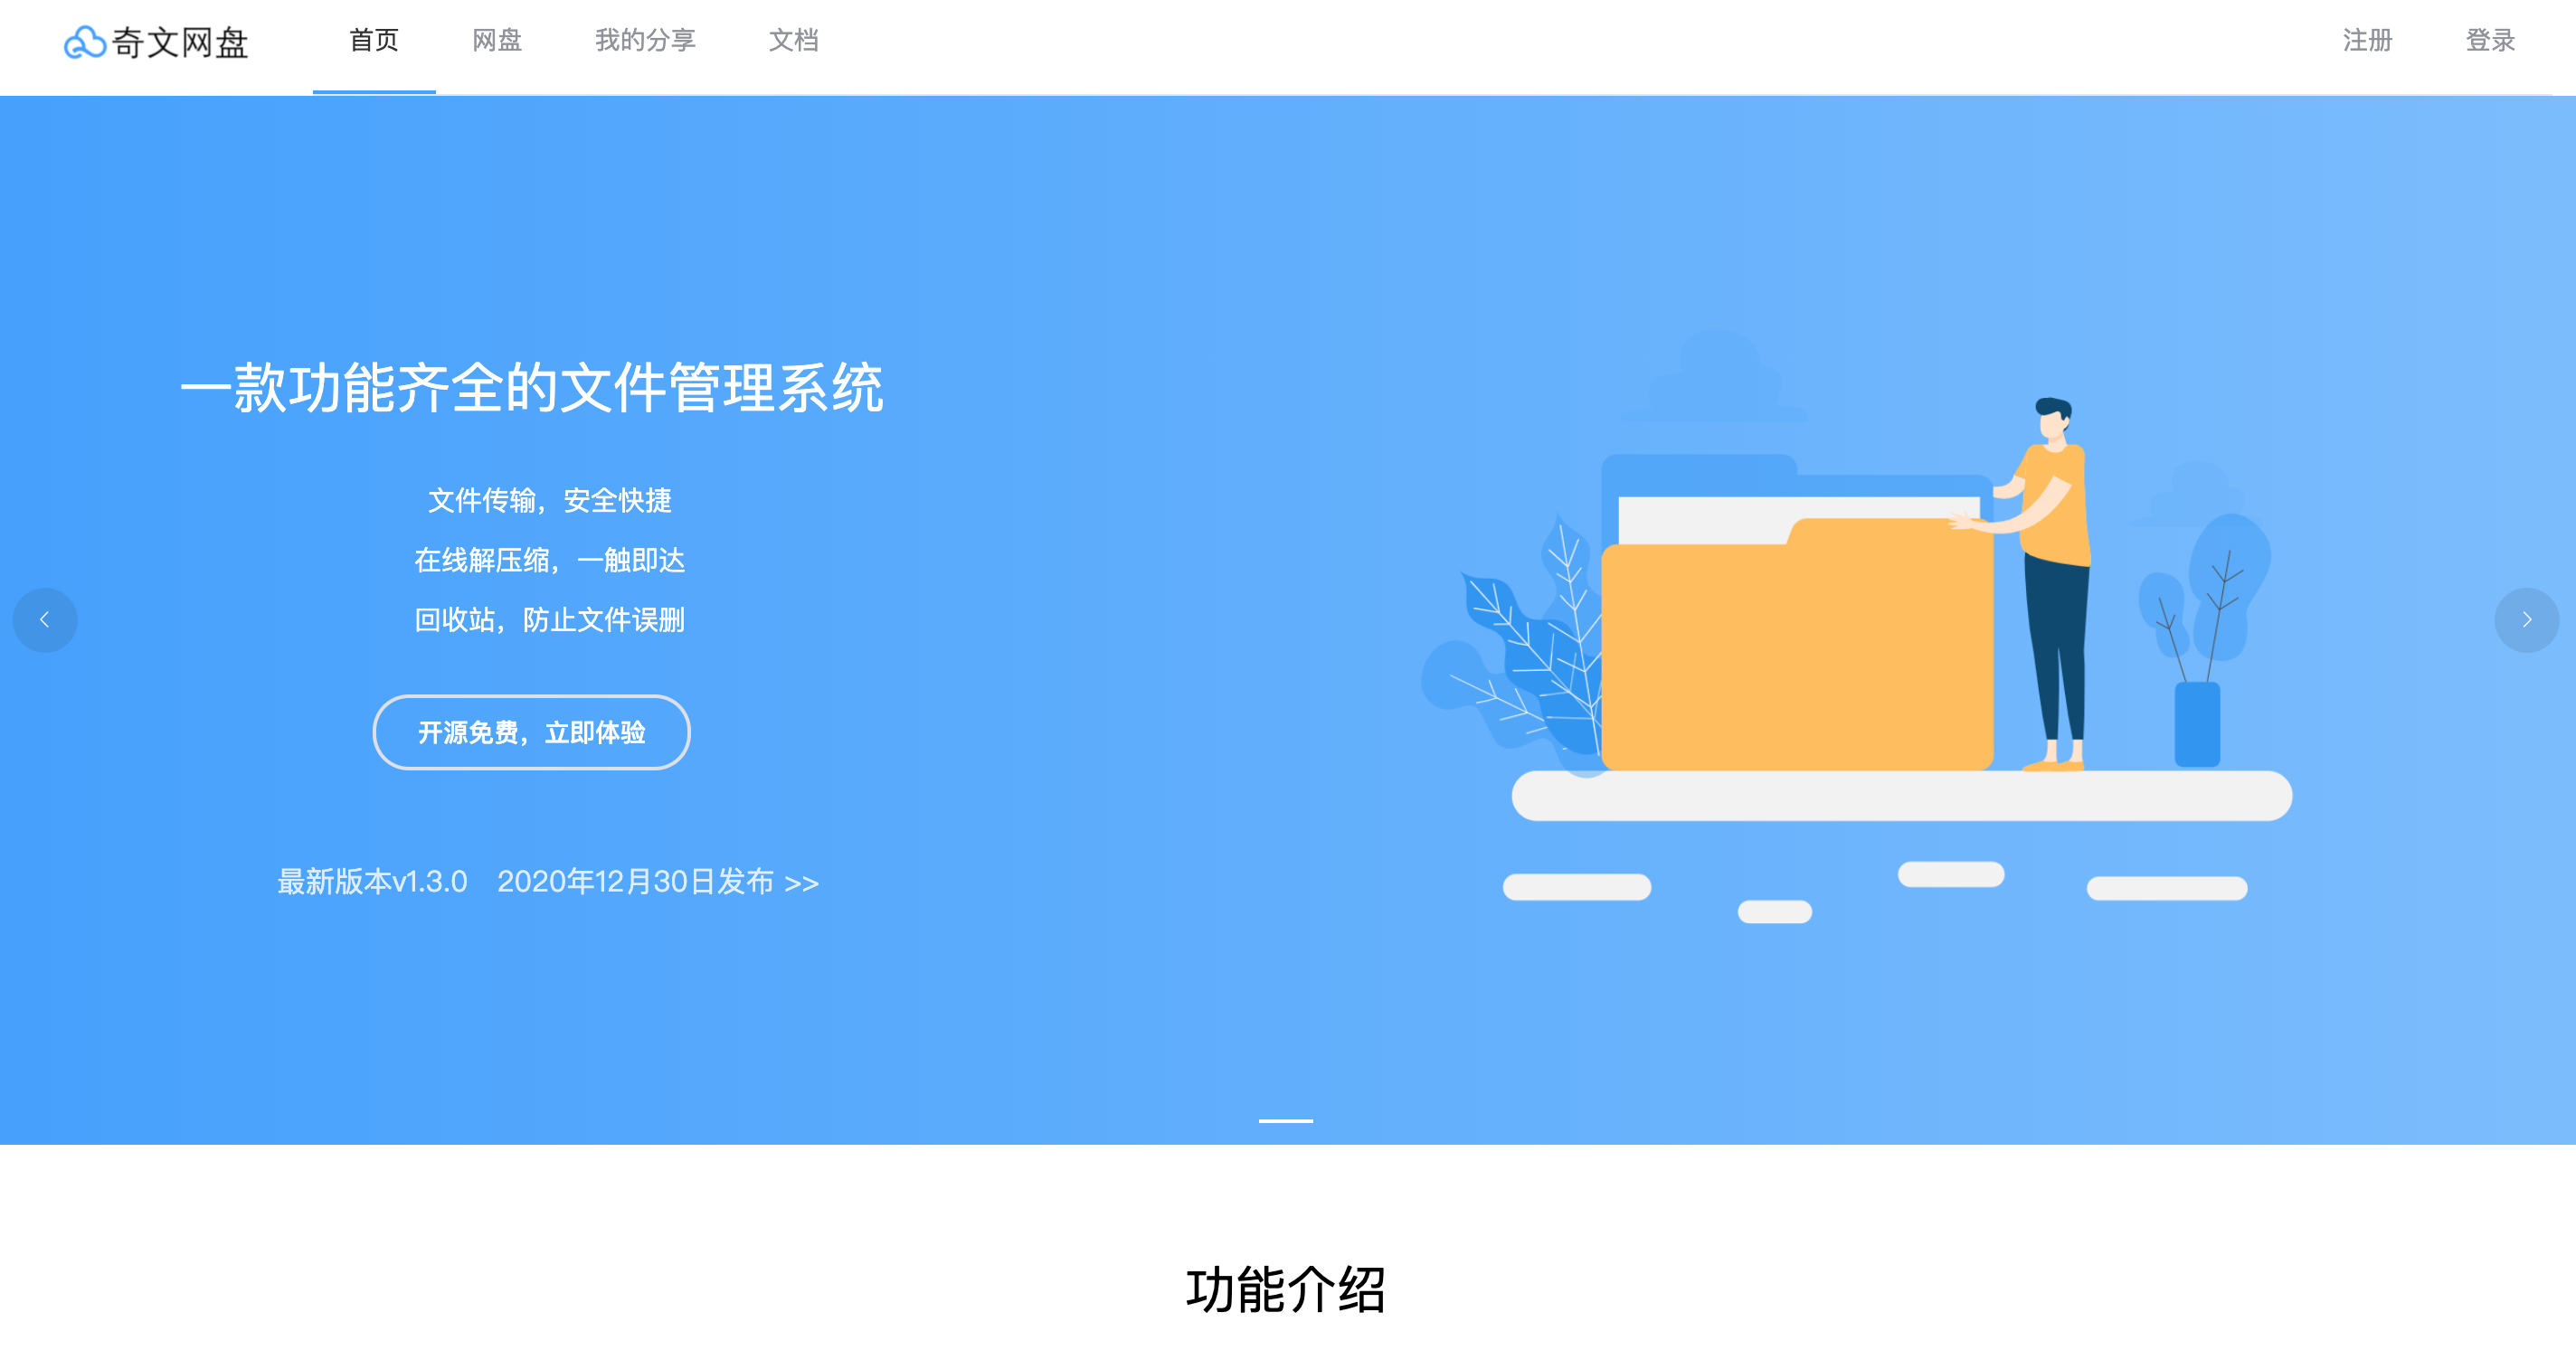 奇文网盘 首页 网盘 我的分享 文档 注册 登录
一款功能齐全的文件管理系统
文件传输，安全快捷
在线解压缩，一触即达
回收站，防止文件误删
开源免费，立即体验
最新版本v1.3.0 2020年12月30日发布 >>
功能介绍